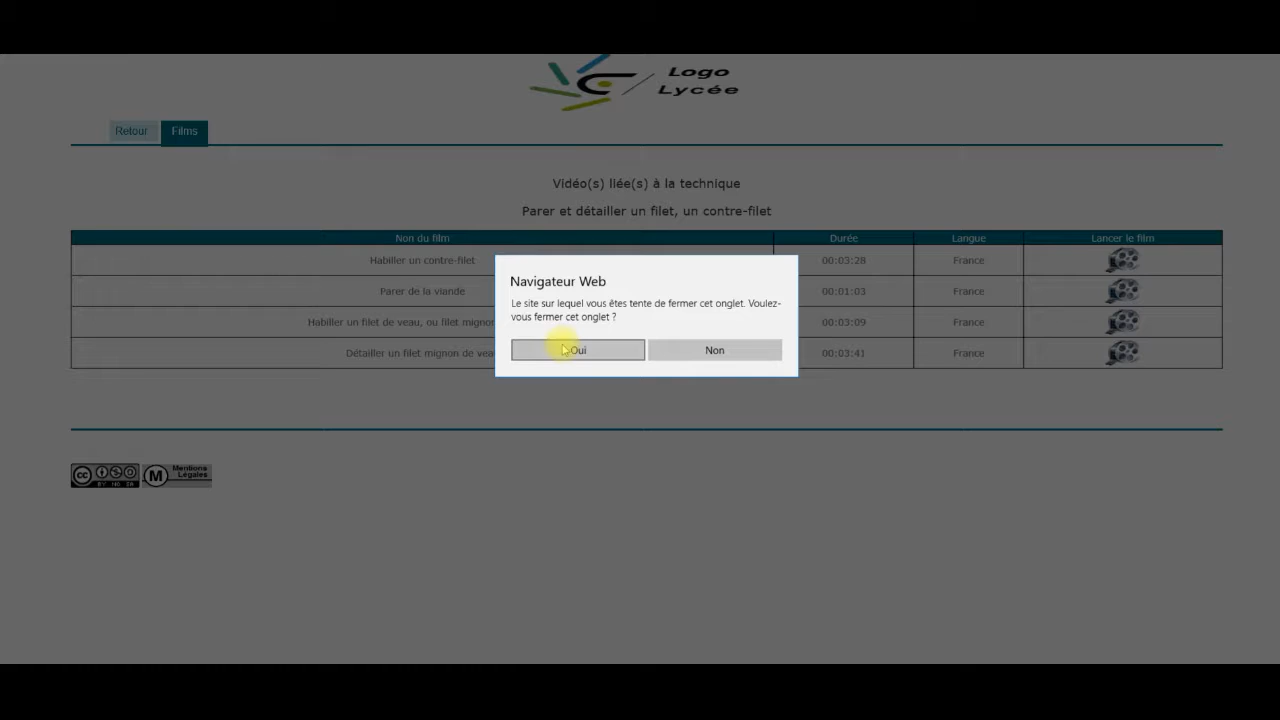 Logo
Lycée
Retour Films
Vidéo(s) liée(s) à la technique
Parer et détailler un filet, un contre-filet
Non du film Durée Langue Lancer le film
Habiller un contre-filet 00:03:28 France
Parer de la viande 00:01:03 France
Habiller un filet de veau, ou filet mignon 00:03:09 France
Détailler un filet mignon de veau 00:03:41 France
Navigateur Web
Le site sur lequel vous êtes tente de fermer cet onglet. Voulez-
vous fermer cet onglet ?
Oui Non
cc BY NC SA M Mentions
Légales